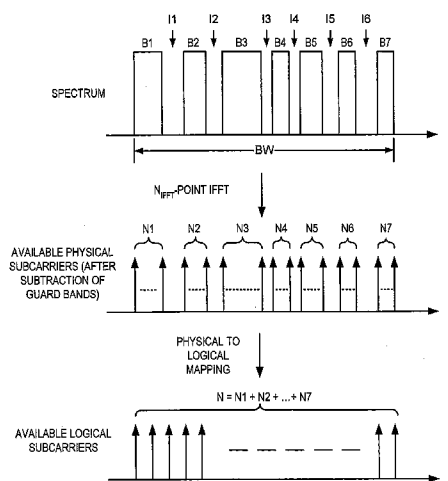 I1 I2 I3 I4 I5 I6
B1 B2 B3 B4 B5 B6 B7
SPECTRUM
BW
N_IFFT-POINT IFFT
N1 N2 N3 N4 N5 N6 N7
AVAILABLE PHYSICAL
SUBCARRIERS (AFTER
SUBTRACTION OF
GUARD BANDS)
PHYSICAL TO
LOGICAL
MAPPING
N = N1 + N2 + ... + N7
AVAILABLE LOGICAL
SUBCARRIERS